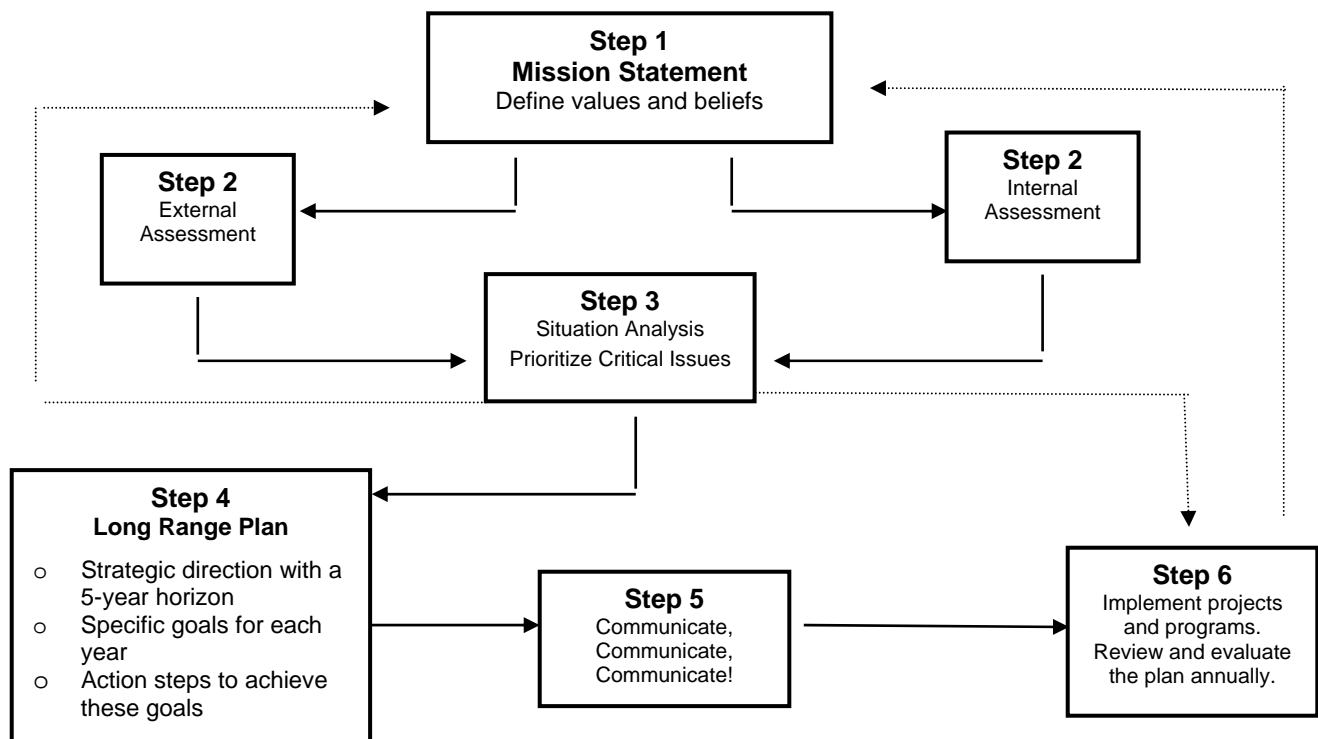 Step 1
Mission Statement
Define values and beliefs
Step 2
External
Assessment
Step 2
Internal
Assessment
Step 3
Situation Analysis
Prioritize Critical Issues
Step 4
Long Range Plan
o Strategic direction with a
5-year horizon
o Specific goals for each
year
o Action steps to achieve
these goals
Step 5
Communicate,
Communicate,
Communicate!
Step 6
Implement projects
and programs.
Review and evaluate
the plan annually.